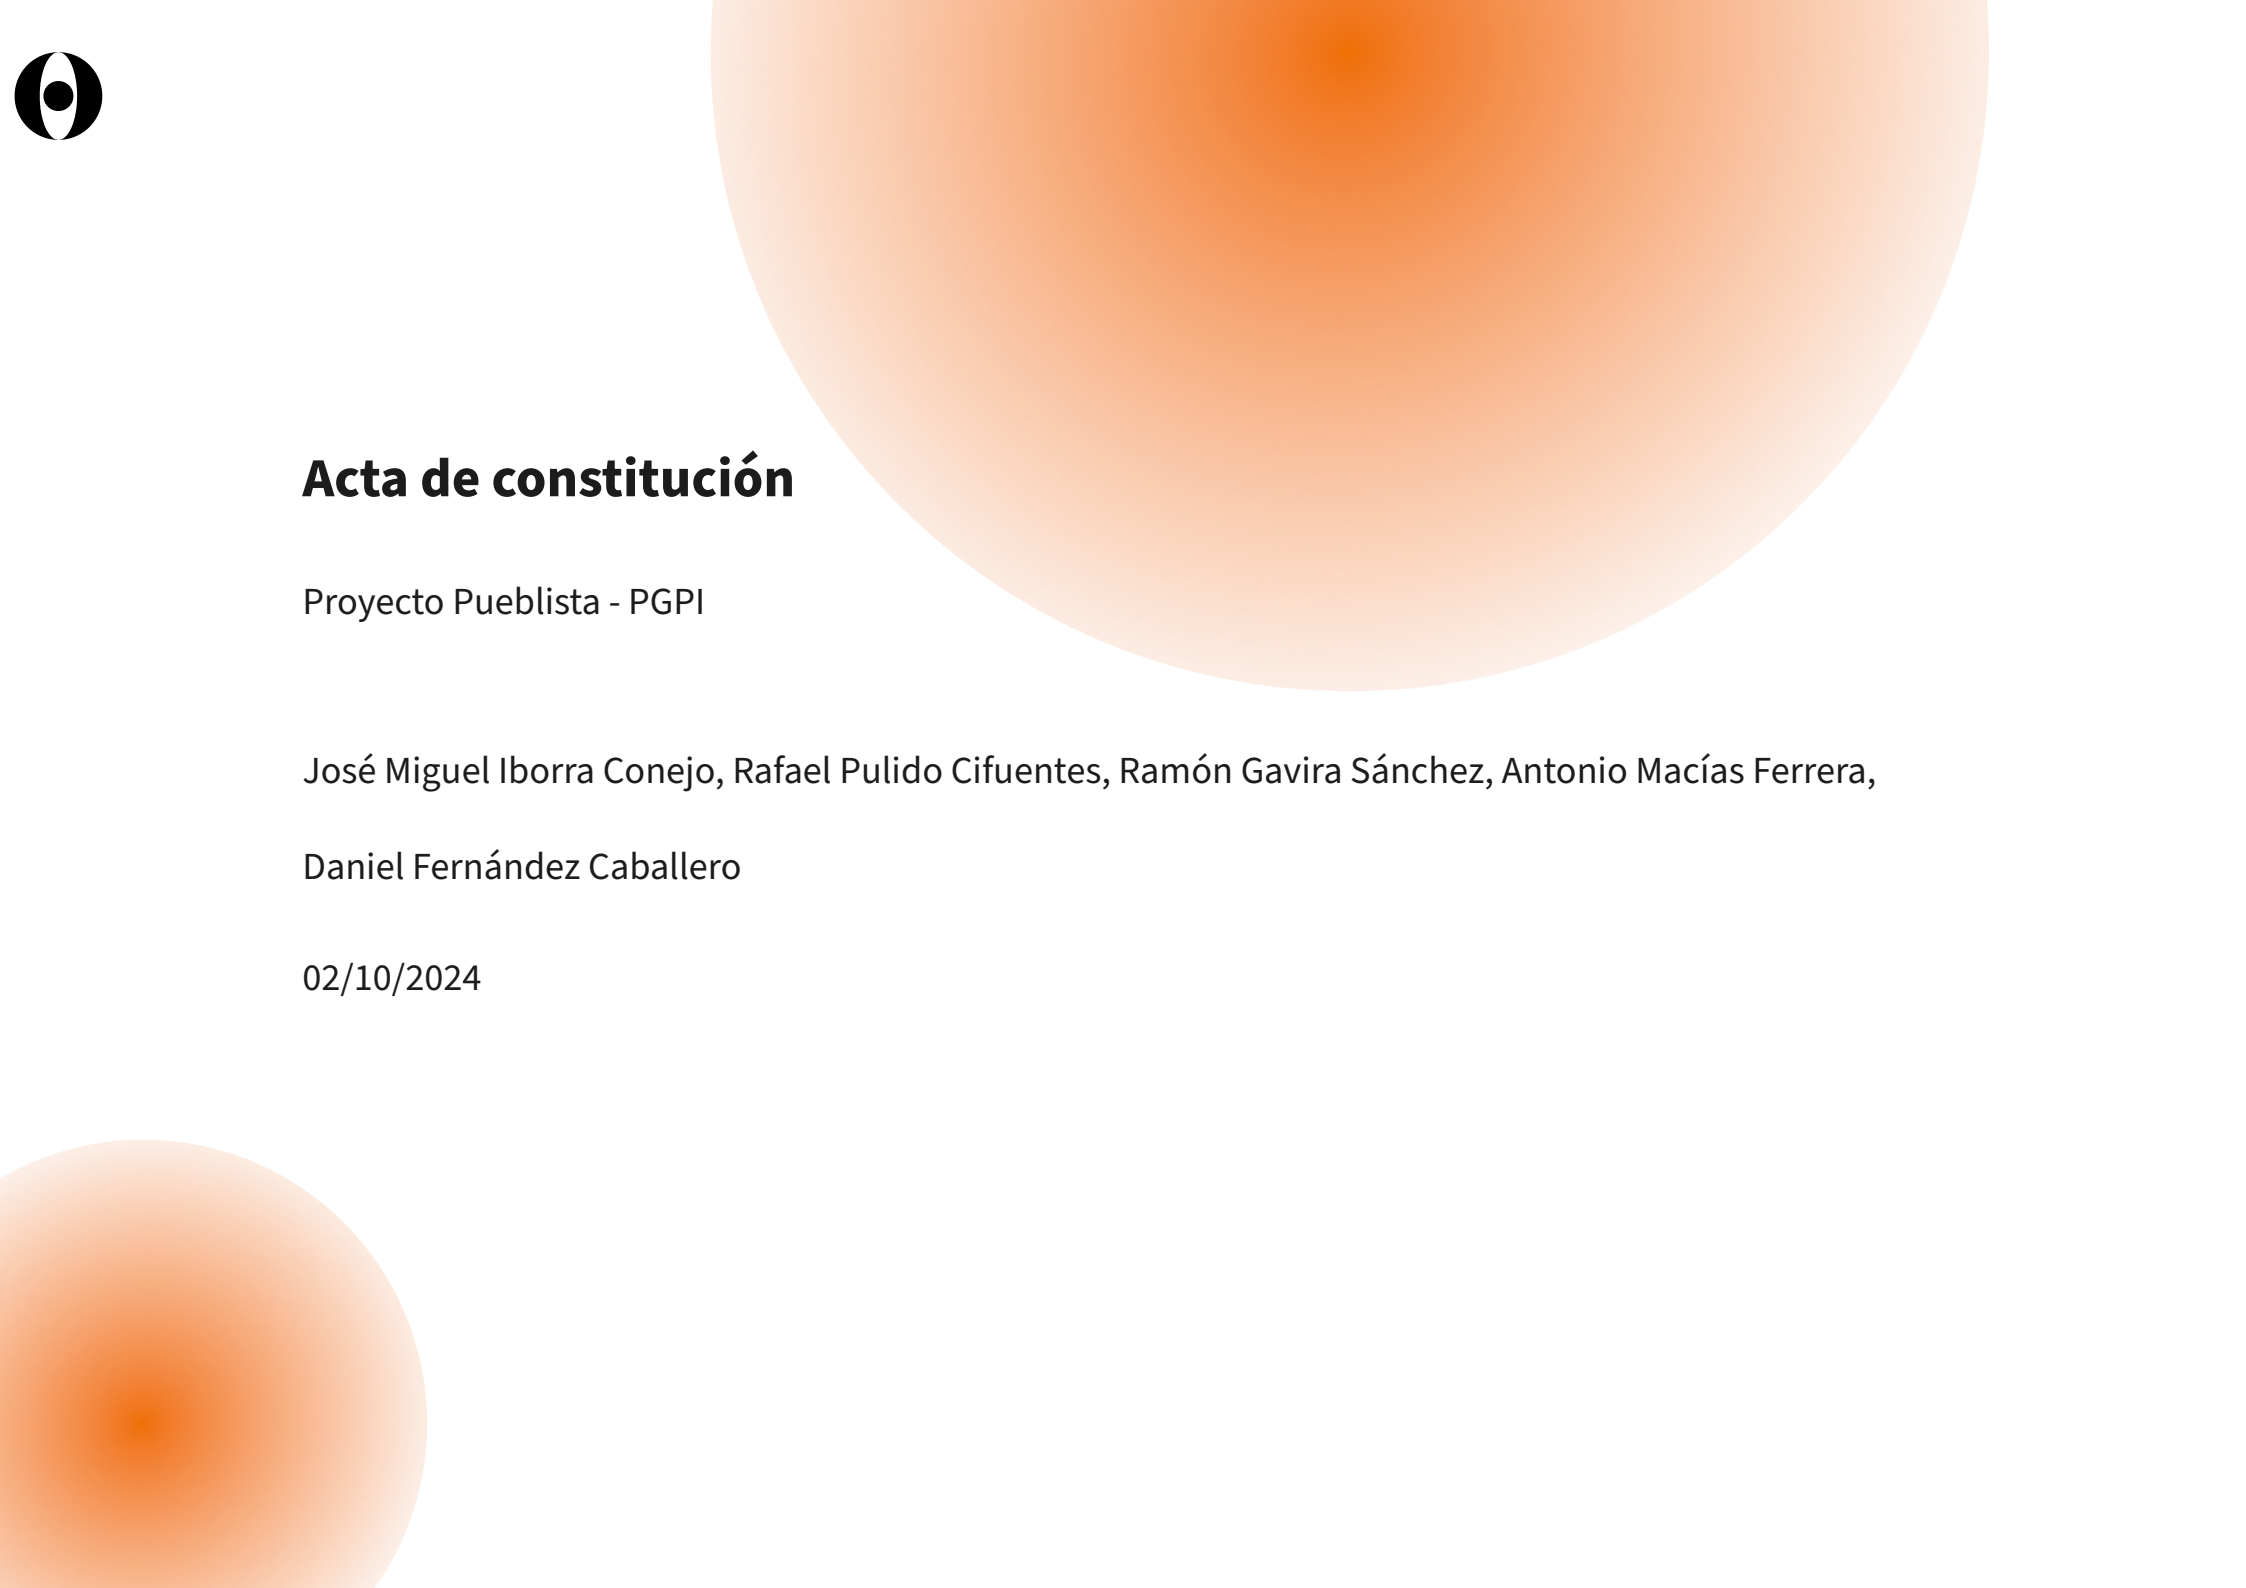 Acta de constitución
Proyecto Pueblista - PGPI
José Miguel Iborra Conejo, Rafael Pulido Cifuentes, Ramón Gavira Sánchez, Antonio Macías Ferrera,
Daniel Fernández Caballero
02/10/2024